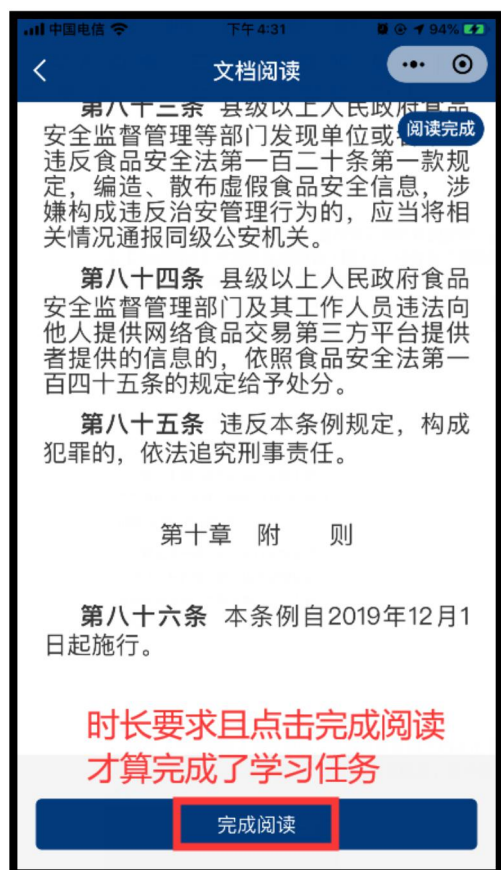 中国电信 下午4:31 94%
文档阅读
第八十三条 县级以上人民政府食品
阅读完成
安全监督管理等部门发现单位或
违反食品安全法第一百二十条第一款规
定，编造、散布虚假食品安全信息，涉
嫌构成违反治安管理行为的，应当将相
关情况通报同级公安机关。
第八十四条 县级以上人民政府食品
安全监督管理部门及其工作人员违法向
他人提供网络食品交易第三方平台提供
者提供的信息的，依照食品安全法第一
百四十五条的规定给予处分。
第八十五条 违反本条例规定，构成
犯罪的，依法追究刑事责任。
第十章 附 则
第八十六条 本条例自2019年12月1
日起施行。
时长要求且点击完成阅读
才算完成了学习任务
完成阅读